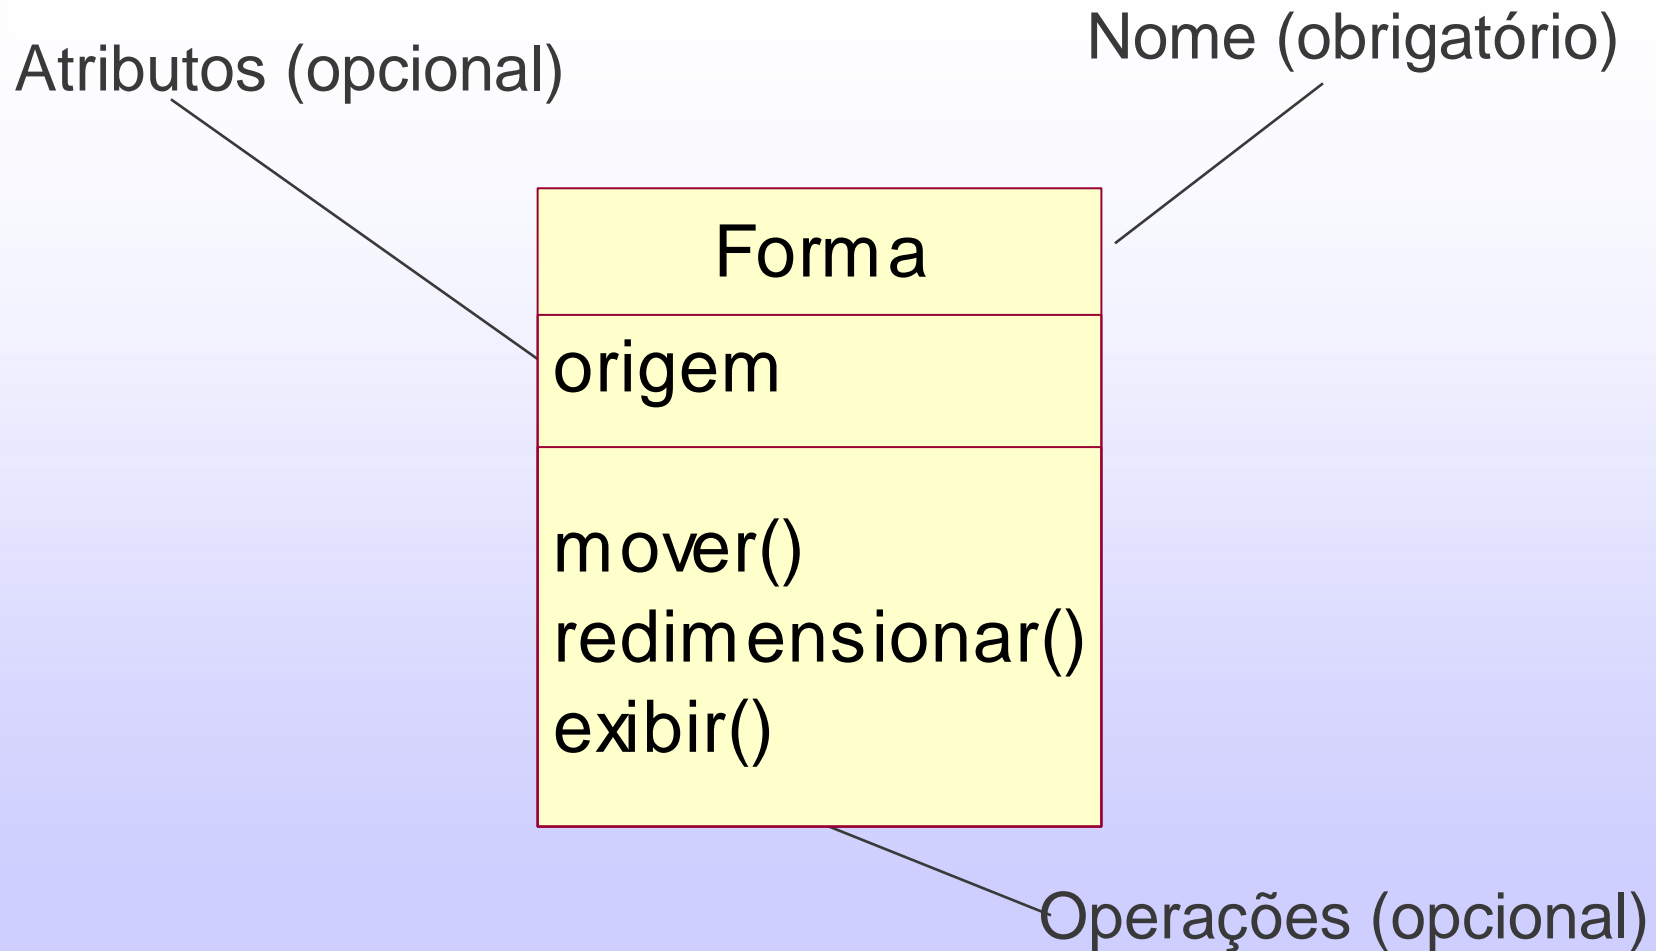 Nome (obrigatório)
Atributos (opcional)
Forma
origem
mover()
redimensionar()
exibir()
Operações (opcional)